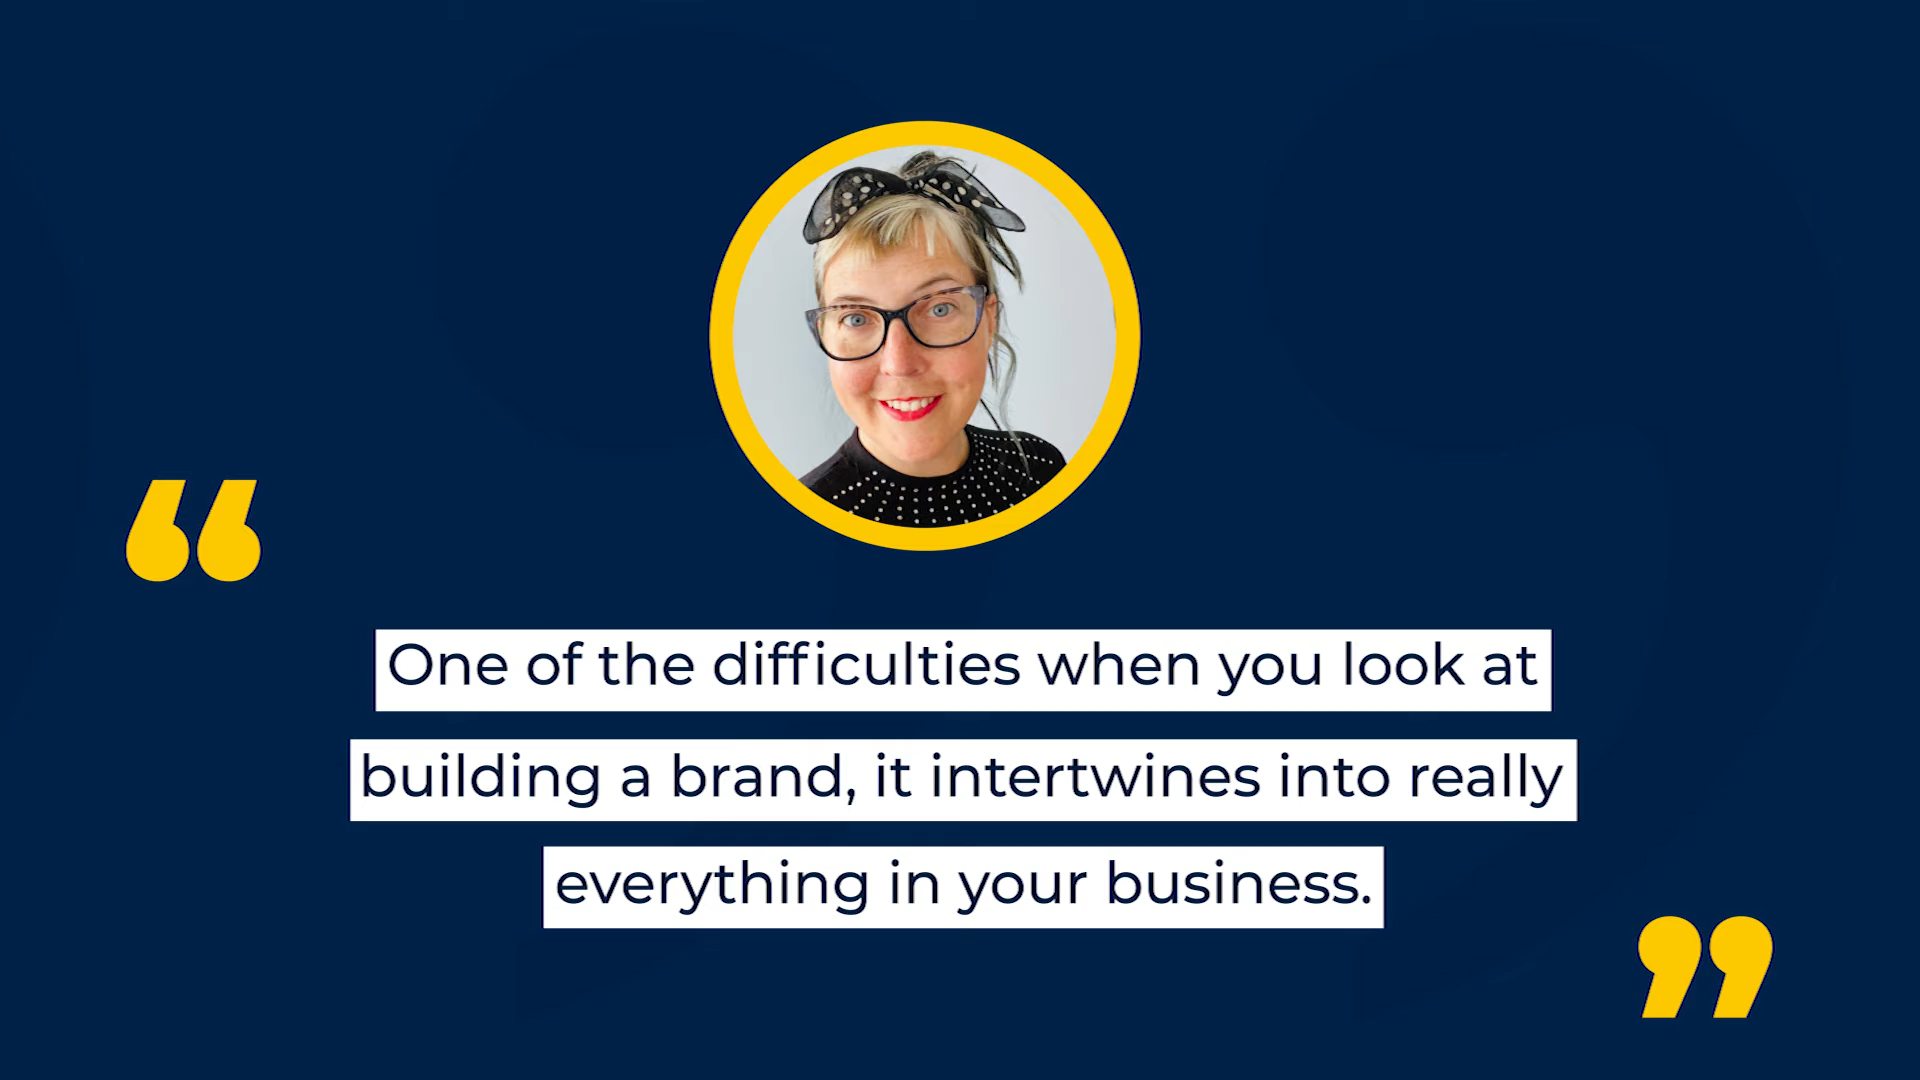 “
One of the difficulties when you look at
building a brand, it intertwines into really
everything in your business.
”